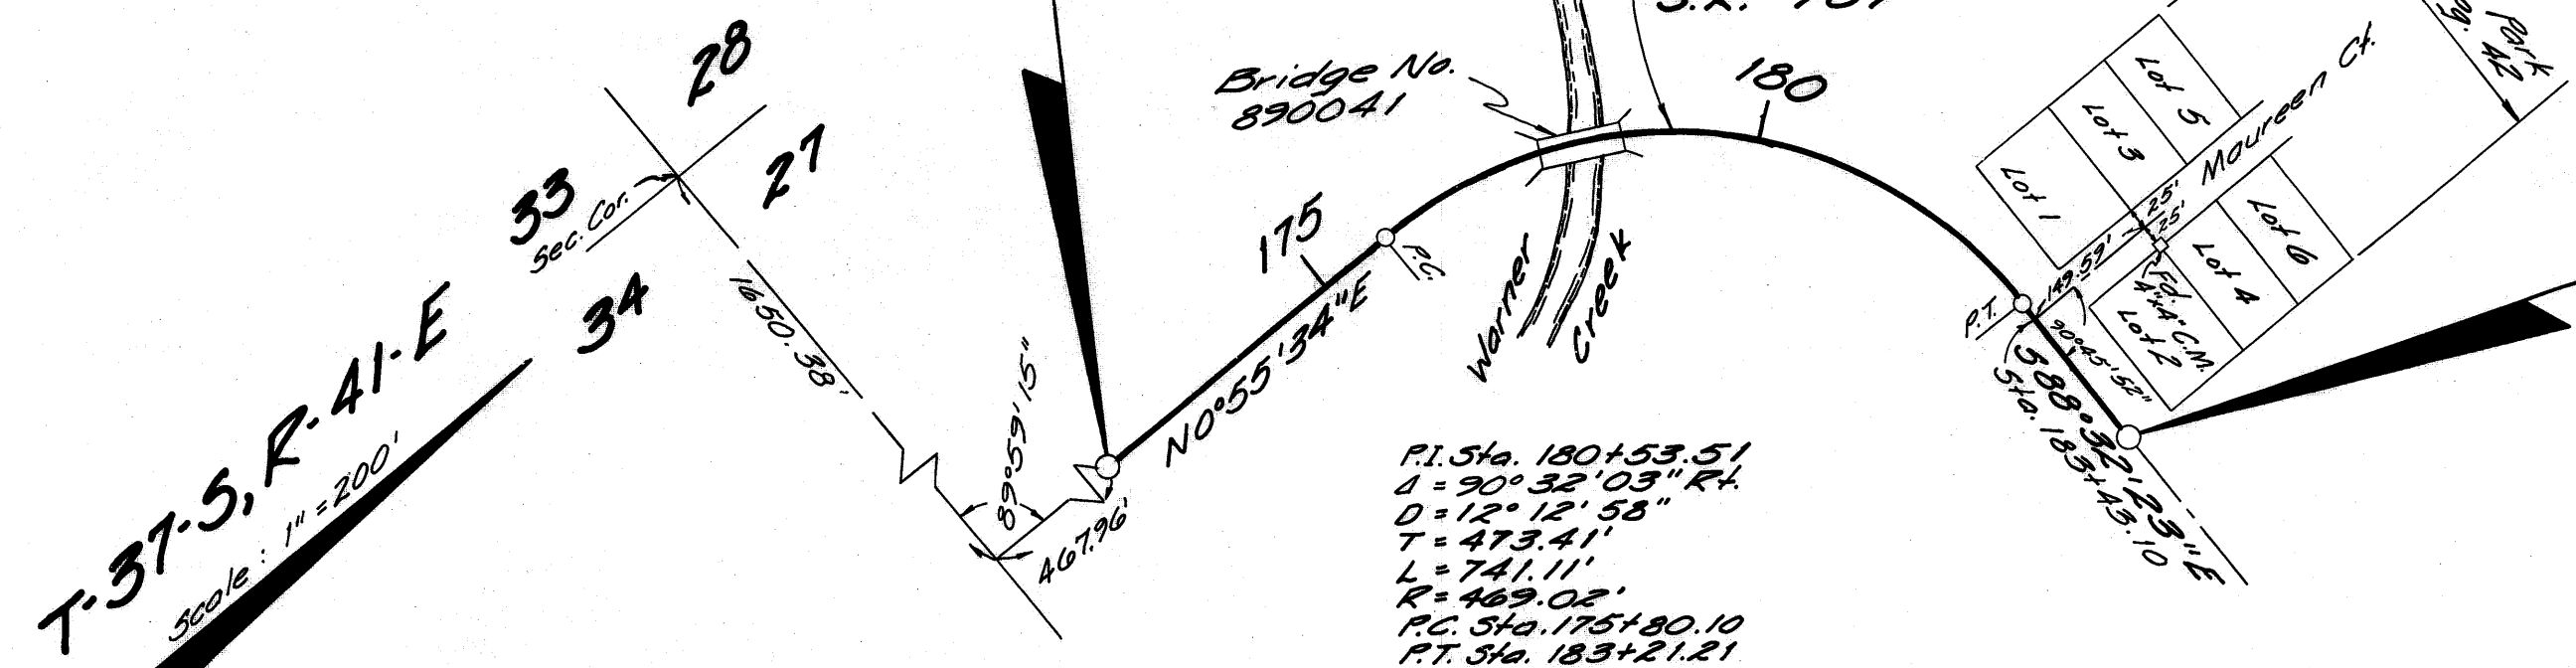 28
27
33
Sec. Cor.
34
T-37-S, R-41-E
Scale: 1" = 200'
1650.38'
89°59'15"
467.96'
N0°55'34"E
175
P.C.
Bridge No.
890041
Warner
Creek
180
P.I. Sta. 180+53.51
Δ = 90° 32' 03" Rt.
D = 12° 12' 58"
T = 473.41'
L = 741.11'
R = 469.02'
P.C. Sta. 175+80.10
P.T. Sta. 183+21.21
P.T.
149.59'
25'
25'
Maureen Ct.
Lot 1
Lot 3
Lot 5
Lot 2
Lot 4
Lot 6
Fd.
4"x4" C.M.
90°45'52"
S88°32'23"E
Sta. 183+43.10
Park
Pg. 42